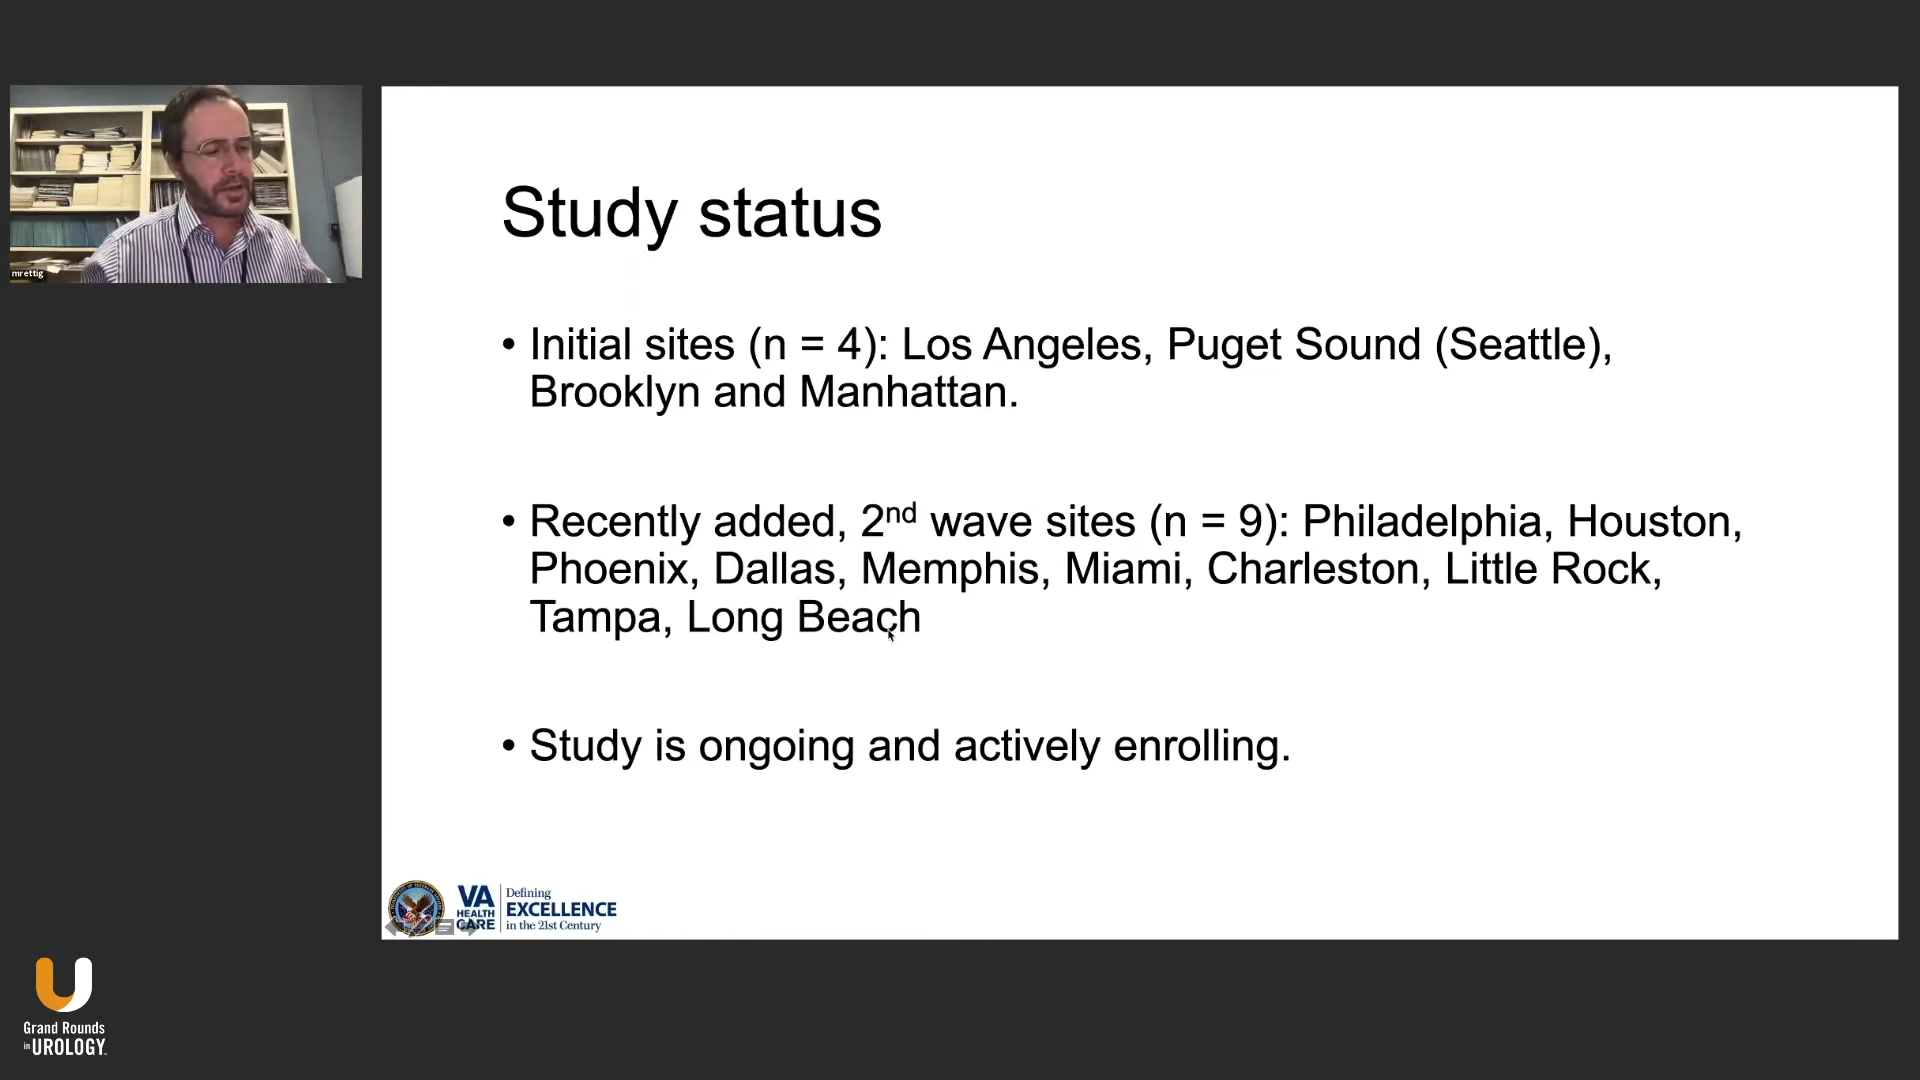 mrettig
Study status
• Initial sites (n = 4): Los Angeles, Puget Sound (Seattle),
Brooklyn and Manhattan.
• Recently added, 2nd wave sites (n = 9): Philadelphia, Houston,
Phoenix, Dallas, Memphis, Miami, Charleston, Little Rock,
Tampa, Long Beach
• Study is ongoing and actively enrolling.
VA
HEALTH
CARE
Defining
EXCELLENCE
in the 21st Century
Grand Rounds
in UROLOGY